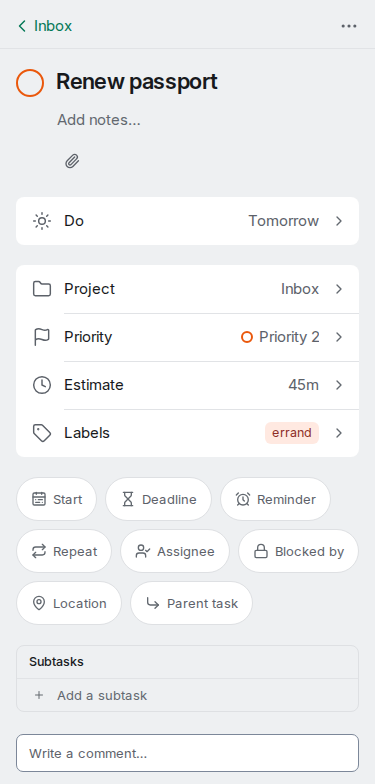 Inbox
Renew passport
Add notes...
Do Tomorrow
Project Inbox
Priority Priority 2
Estimate 45m
Labels errand
Start Deadline Reminder
Repeat Assignee Blocked by
Location Parent task
Subtasks
Add a subtask
Write a comment...